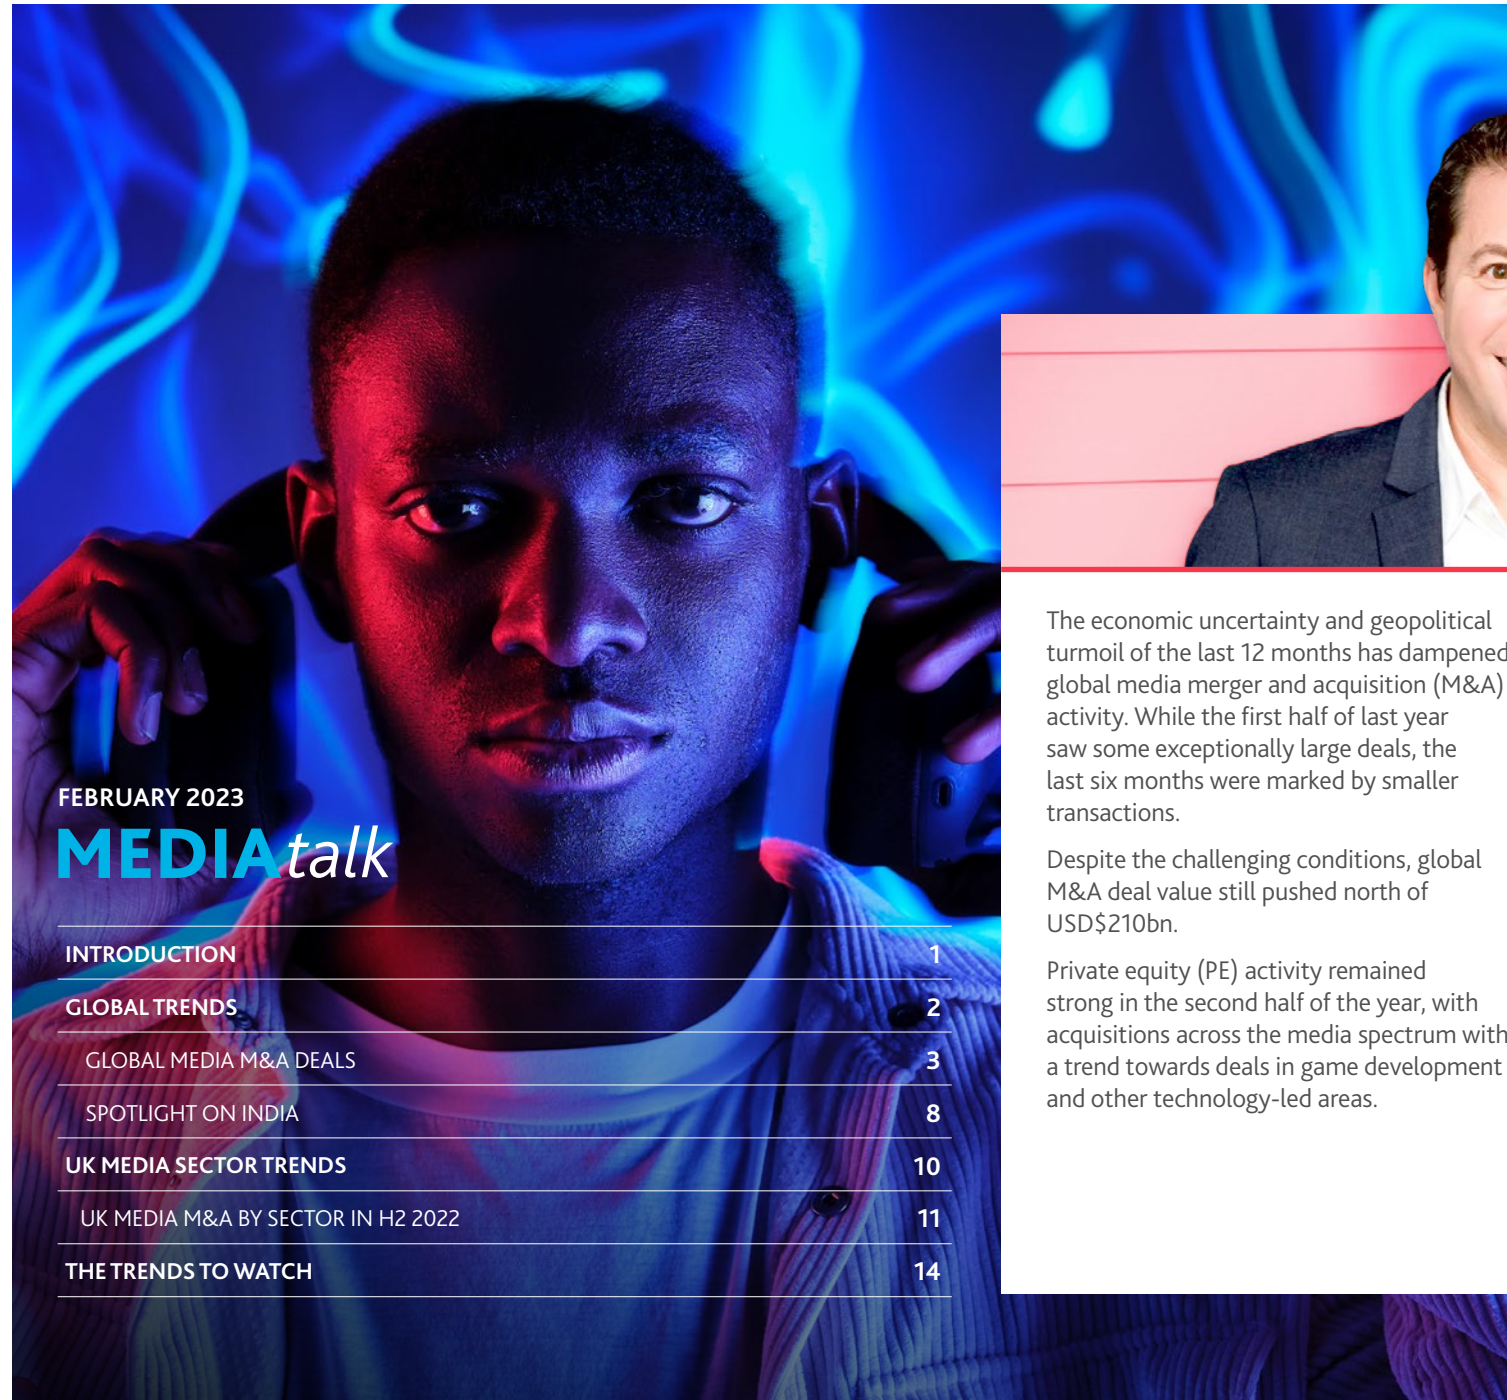 FEBRUARY 2023
MEDIAtalk
INTRODUCTION 1
GLOBAL TRENDS 2
GLOBAL MEDIA M&A DEALS 3
SPOTLIGHT ON INDIA 8
UK MEDIA SECTOR TRENDS 10
UK MEDIA M&A BY SECTOR IN H2 2022 11
THE TRENDS TO WATCH 14
The economic uncertainty and geopolitical
turmoil of the last 12 months has dampened
global media merger and acquisition (M&A)
activity. While the first half of last year
saw some exceptionally large deals, the
last six months were marked by smaller
transactions.
Despite the challenging conditions, global
M&A deal value still pushed north of
USD$210bn.
Private equity (PE) activity remained
strong in the second half of the year, with
acquisitions across the media spectrum with
a trend towards deals in game development
and other technology-led areas.